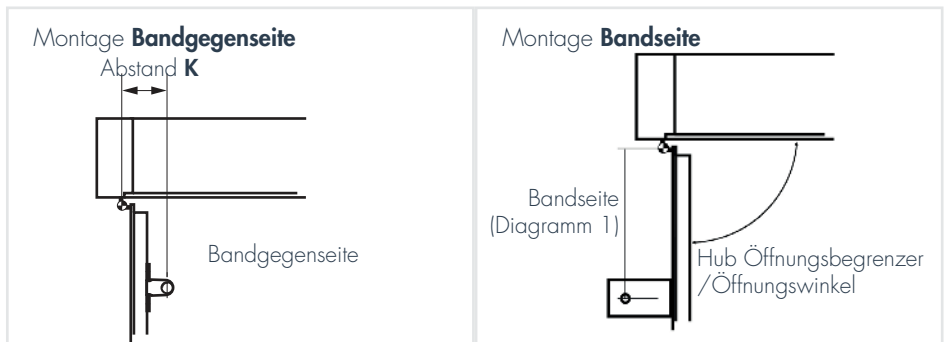 Montage Bandgegenseite
Abstand K
Bandgegenseite
Montage Bandseite
Bandseite
(Diagramm 1)
Hub Öffnungsbegrenzer
/Öffnungswinkel